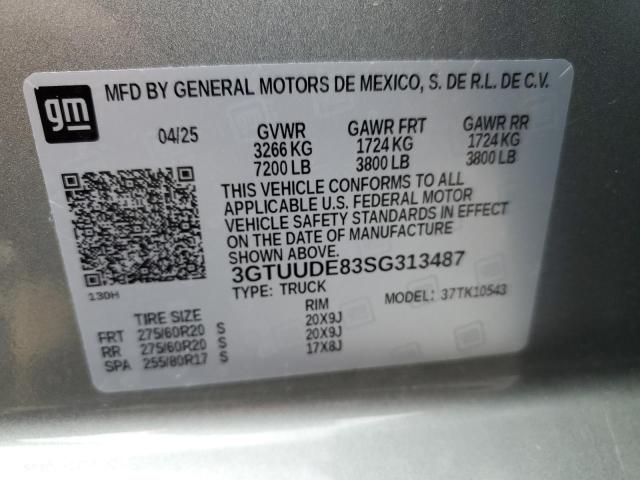 gm
MFD BY GENERAL MOTORS DE MEXICO, S. DE R.L. DE C.V.
04/25 GVWR GAWR FRT GAWR RR
3266 KG 1724 KG 1724 KG
7200 LB 3800 LB 3800 LB
THIS VEHICLE CONFORMS TO ALL
APPLICABLE U.S. FEDERAL MOTOR
VEHICLE SAFETY STANDARDS IN EFFECT
ON THE DATE OF MANUFACTURE
SHOWN ABOVE.
3GTUUDE83SG313487
130H TYPE: TRUCK MODEL: 37TK10543
TIRE SIZE RIM
FRT 275/60R20 S 20X9J
RR 275/60R20 S 20X9J
SPA 255/80R17 S 17X8J